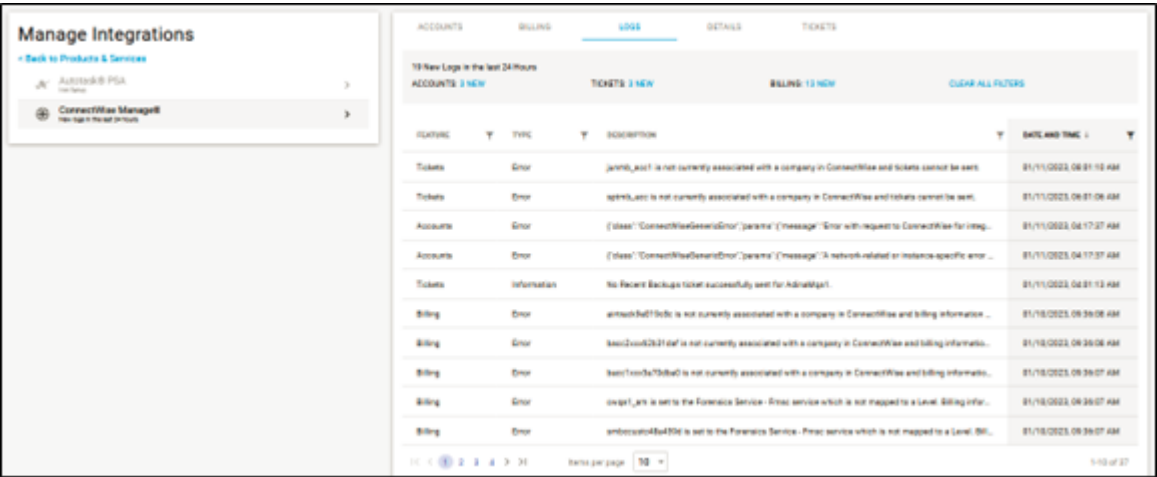 Manage Integrations
< Back to Products & Services
Autotask® PSA
ConnectWise Manage®
New logs in the last 24 hours
ACCOUNTS BILLING LOGS DETAILS TICKETS
19 New Logs in the last 24 Hours
ACCOUNTS: 3 NEW TICKETS: 3 NEW BILLING: 13 NEW CLEAR ALL FILTERS
FEATURE TYPE DESCRIPTION DATE AND TIME ↓
Tickets Error is not currently associated with a company in ConnectWise and tickets cannot be sent. 01/11/2023, 08:01:10 AM
Tickets Error is not currently associated with a company in ConnectWise and tickets cannot be sent. 01/11/2023, 06:01:06 AM
Accounts Error {"class":"ConnectWiseGenericError","params":{"message":"Error with request to ConnectWise for integ... 01/11/2023, 04:17:37 AM
Accounts Error {"class":"ConnectWiseGenericError","params":{"message":"A network-related or instance-specific error ... 01/11/2023, 04:17:37 AM
Tickets Information No Recent Backups ticket successfully sent for 01/11/2023, 04:01:13 AM
Billing Error is not currently associated with a company in ConnectWise and billing information ... 01/10/2023, 09:36:08 AM
Billing Error is not currently associated with a company in ConnectWise and billing informatio... 01/10/2023, 09:36:08 AM
Billing Error is not currently associated with a company in ConnectWise and billing informatio... 01/10/2023, 09:36:07 AM
Billing Error is set to the Forensics Service - Pmsc service which is not mapped to a Level. Billing infor... 01/10/2023, 09:36:07 AM
Billing Error is set to the Forensics Service - Pmsc service which is not mapped to a Level. Bill... 01/10/2023, 09:36:07 AM
1 2 3 4 Items per page 10 1-10 of 37